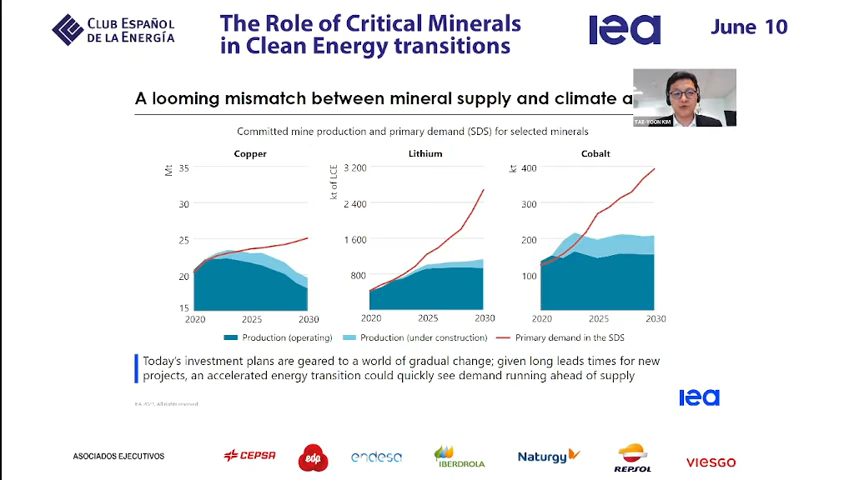 CLUB ESPAÑOL
DE LA ENERGÍA
The Role of Critical Minerals
in Clean Energy transitions
iea
June 10
A looming mismatch between mineral supply and climate a
TAE-YOON KIM
Committed mine production and primary demand (SDS) for selected minerals
Copper
Lithium
Cobalt
Mt
35
30
25
20
15
2020
2025
2030
kt of LCE
3 200
2 400
1 600
800
2020
2025
2030
kt
400
300
200
100
2020
2025
2030
Production (operating)
Production (under construction)
Primary demand in the SDS
Today's investment plans are geared to a world of gradual change; given long leads times for new
projects, an accelerated energy transition could quickly see demand running ahead of supply
IEA 2021. All rights reserved.
iea
ASOCIADOS EJECUTIVOS
CEPSA
edp
endesa
IBERDROLA
Naturgy
REPSOL
VIESGO